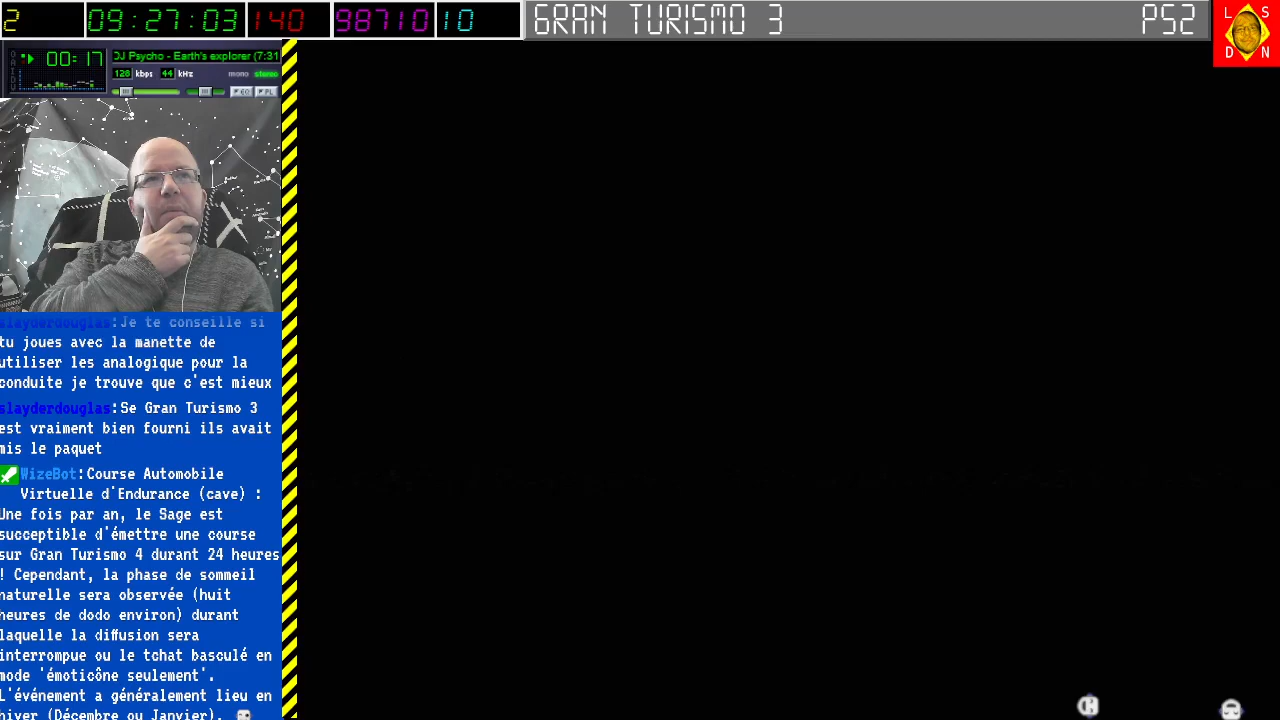 2 09:27:03 140 98710 10 GRAN TURISMO 3 PS2
L S
D N
OAIDV
00:17 DJ Psycho - Earth's explorer (7:31
128 kbps 44 kHz mono stereo
EQ PL
slayderdouglas:Je te conseille si
tu joues avec la manette de
utiliser les analogique pour la
conduite je trouve que c'est mieux
slayderdouglas:Se Gran Turismo 3
est vraiment bien fourni ils avait
mis le paquet
WizeBot:Course Automobile
Virtuelle d'Endurance (cave) :
Une fois par an, le Sage est
succeptible d'émettre une course
sur Gran Turismo 4 durant 24 heures
! Cependant, la phase de sommeil
naturelle sera observée (huit
heures de dodo environ) durant
laquelle la diffusion sera
interrompue ou le tchat basculé en
mode 'émoticône seulement'.
L'événement a généralement lieu en
hiver (Décembre ou Janvier).